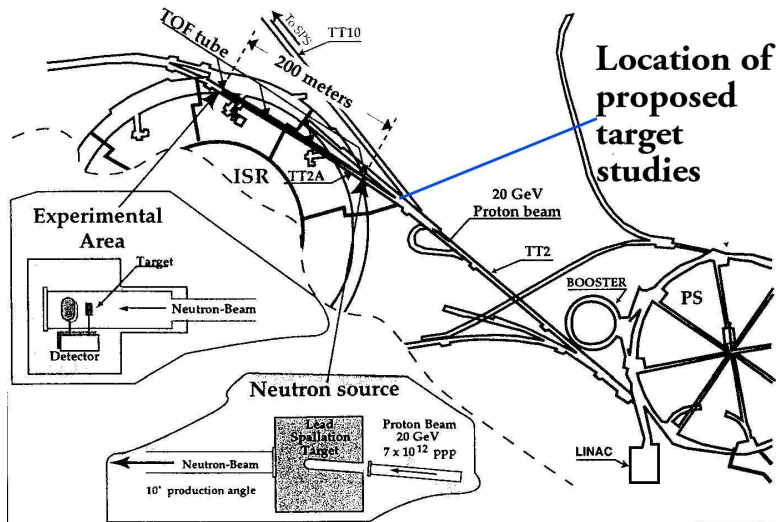 To SPS
TT10
TOF tube
200 meters
Location of
proposed
target
studies
ISR
TT2A
20 GeV
Proton beam
Experimental
Area
TT2
Target
Neutron-Beam
Detector
BOOSTER
PS
Neutron source
Lead
Spallation
Target
Proton Beam
20 GeV
7 x 10¹² ppp
Neutron-Beam
10° production angle
LINAC